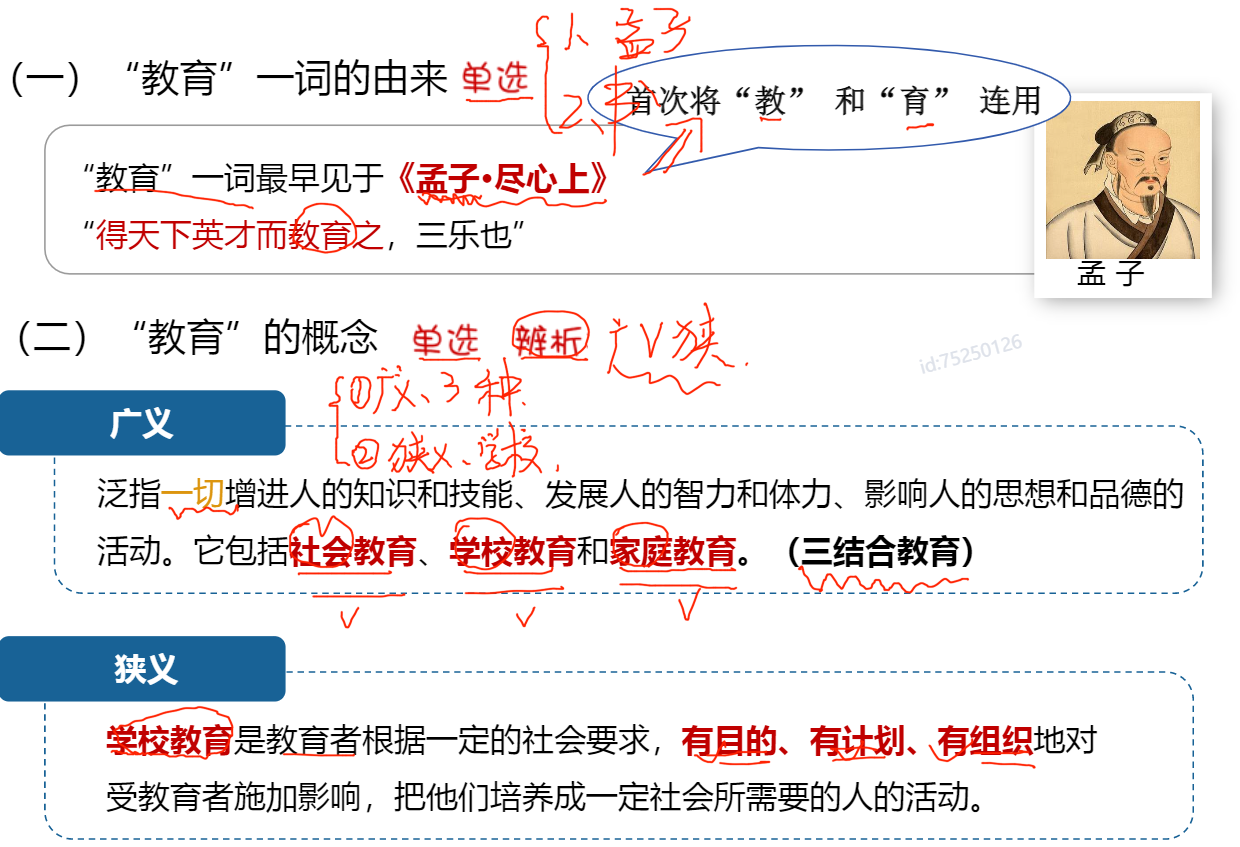 （一）“教育”一词的由来 单选
1、孟子
2、
首次将“教” 和“育” 连用
“教育”一词最早见于《孟子·尽心上》
“得天下英才而教育之，三乐也”
孟 子
（二）“教育”的概念 单选 辨析 广V狭.
id:75250126
①广义、3种.
②狭义、学校,
广义
泛指一切增进人的知识和技能、发展人的智力和体力、影响人的思想和品德的
活动。它包括社会教育、学校教育和家庭教育。（三结合教育）
狭义
学校教育是教育者根据一定的社会要求，有目的、有计划、有组织地对
受教育者施加影响，把他们培养成一定社会所需要的人的活动。